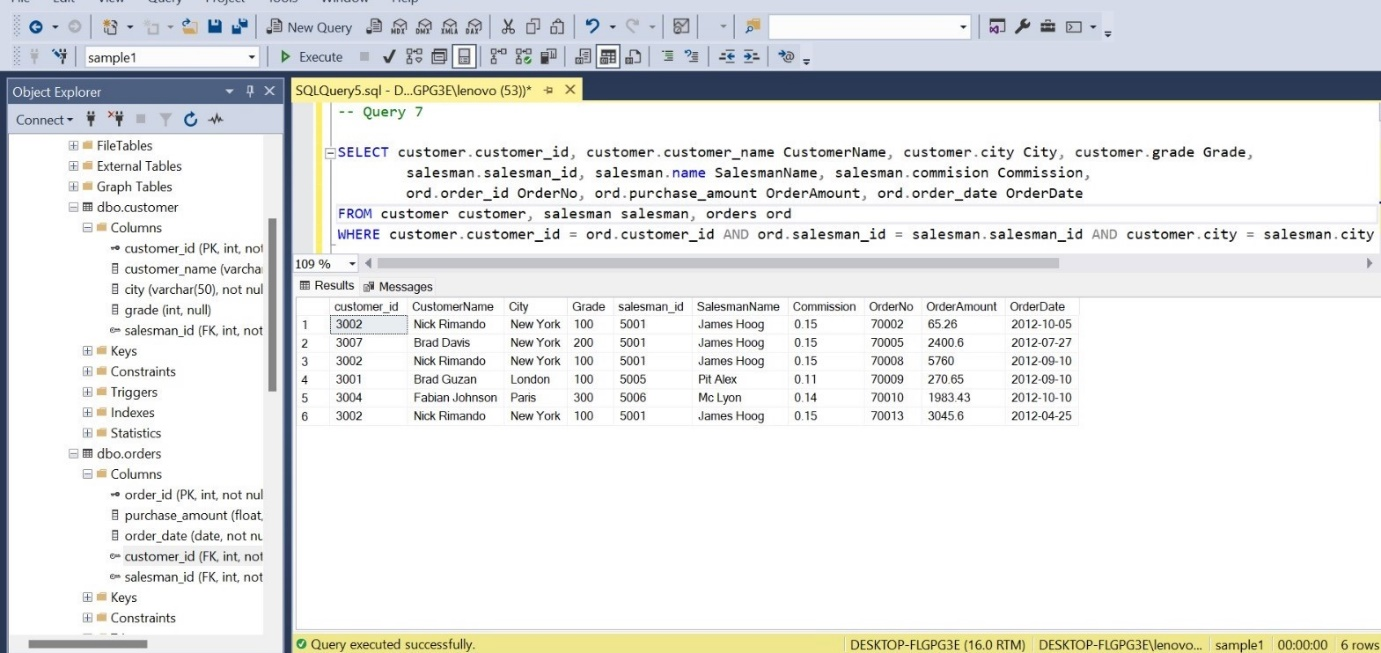 File Edit View Query Project Tools Window Help
New Query MDX DMX XMLA DAX
sample1 Execute
Object Explorer
Connect
FileTables
External Tables
Graph Tables
dbo.customer
Columns
customer_id (PK, int, not
customer_name (varcha
city (varchar(50), not nul
grade (int, null)
salesman_id (FK, int, not
Keys
Constraints
Triggers
Indexes
Statistics
dbo.orders
Columns
order_id (PK, int, not nul
purchase_amount (float,
order_date (date, not nu
customer_id (FK, int, not
salesman_id (FK, int, not
Keys
Constraints
SQLQuery5.sql - D...GPG3E\lenovo (53))*
-- Query 7
SELECT customer.customer_id, customer.customer_name CustomerName, customer.city City, customer.grade Grade,
salesman.salesman_id, salesman.name SalesmanName, salesman.commision Commission,
ord.order_id OrderNo, ord.purchase_amount OrderAmount, ord.order_date OrderDate
FROM customer customer, salesman salesman, orders ord
WHERE customer.customer_id = ord.customer_id AND ord.salesman_id = salesman.salesman_id AND customer.city = salesman.city
109 %
Results Messages
customer_id CustomerName City Grade salesman_id SalesmanName Commission OrderNo OrderAmount OrderDate
1 3002 Nick Rimando New York 100 5001 James Hoog 0.15 70002 65.26 2012-10-05
2 3007 Brad Davis New York 200 5001 James Hoog 0.15 70005 2400.6 2012-07-27
3 3002 Nick Rimando New York 100 5001 James Hoog 0.15 70008 5760 2012-09-10
4 3001 Brad Guzan London 100 5005 Pit Alex 0.11 70009 270.65 2012-09-10
5 3004 Fabian Johnson Paris 300 5006 Mc Lyon 0.14 70010 1983.43 2012-10-10
6 3002 Nick Rimando New York 100 5001 James Hoog 0.15 70013 3045.6 2012-04-25
Query executed successfully. DESKTOP-FLGPG3E (16.0 RTM) DESKTOP-FLGPG3E\lenovo... sample1 00:00:00 6 rows